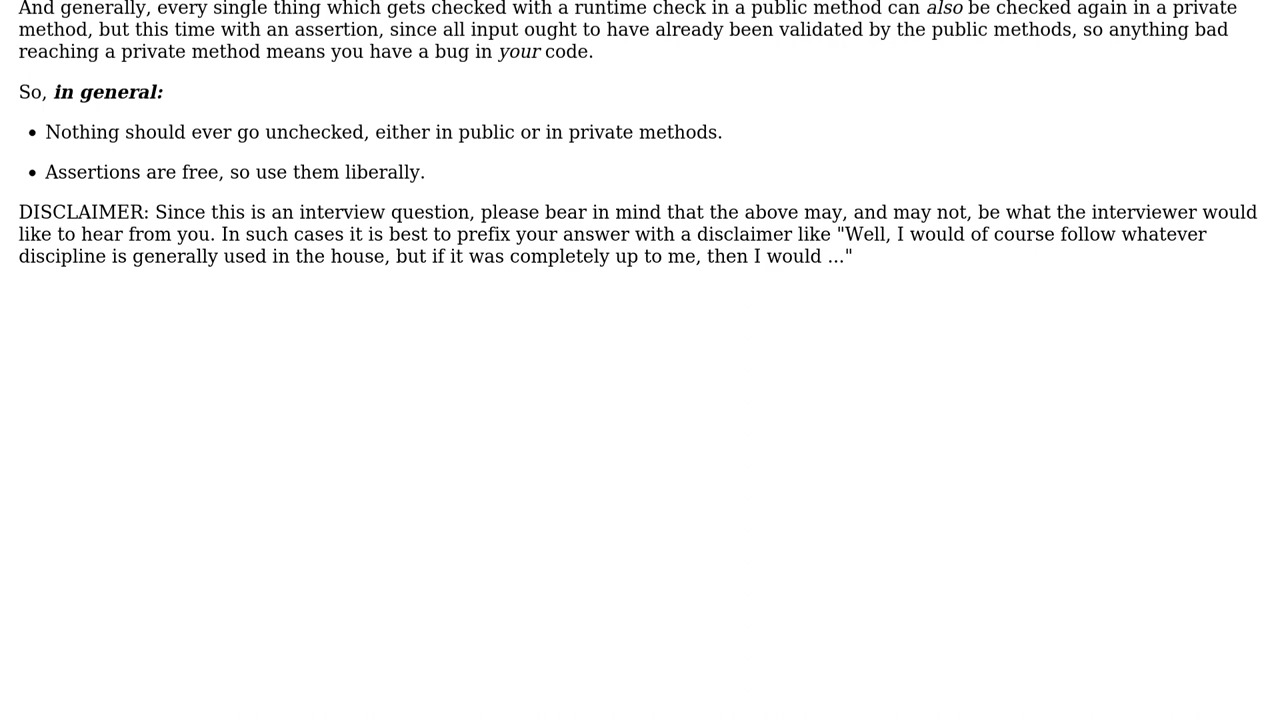 And generally, every single thing which gets checked with a runtime check in a public method can also be checked again in a private
method, but this time with an assertion, since all input ought to have already been validated by the public methods, so anything bad
reaching a private method means you have a bug in your code.
So, in general:
• Nothing should ever go unchecked, either in public or in private methods.
• Assertions are free, so use them liberally.
DISCLAIMER: Since this is an interview question, please bear in mind that the above may, and may not, be what the interviewer would
like to hear from you. In such cases it is best to prefix your answer with a disclaimer like "Well, I would of course follow whatever
discipline is generally used in the house, but if it was completely up to me, then I would ..."